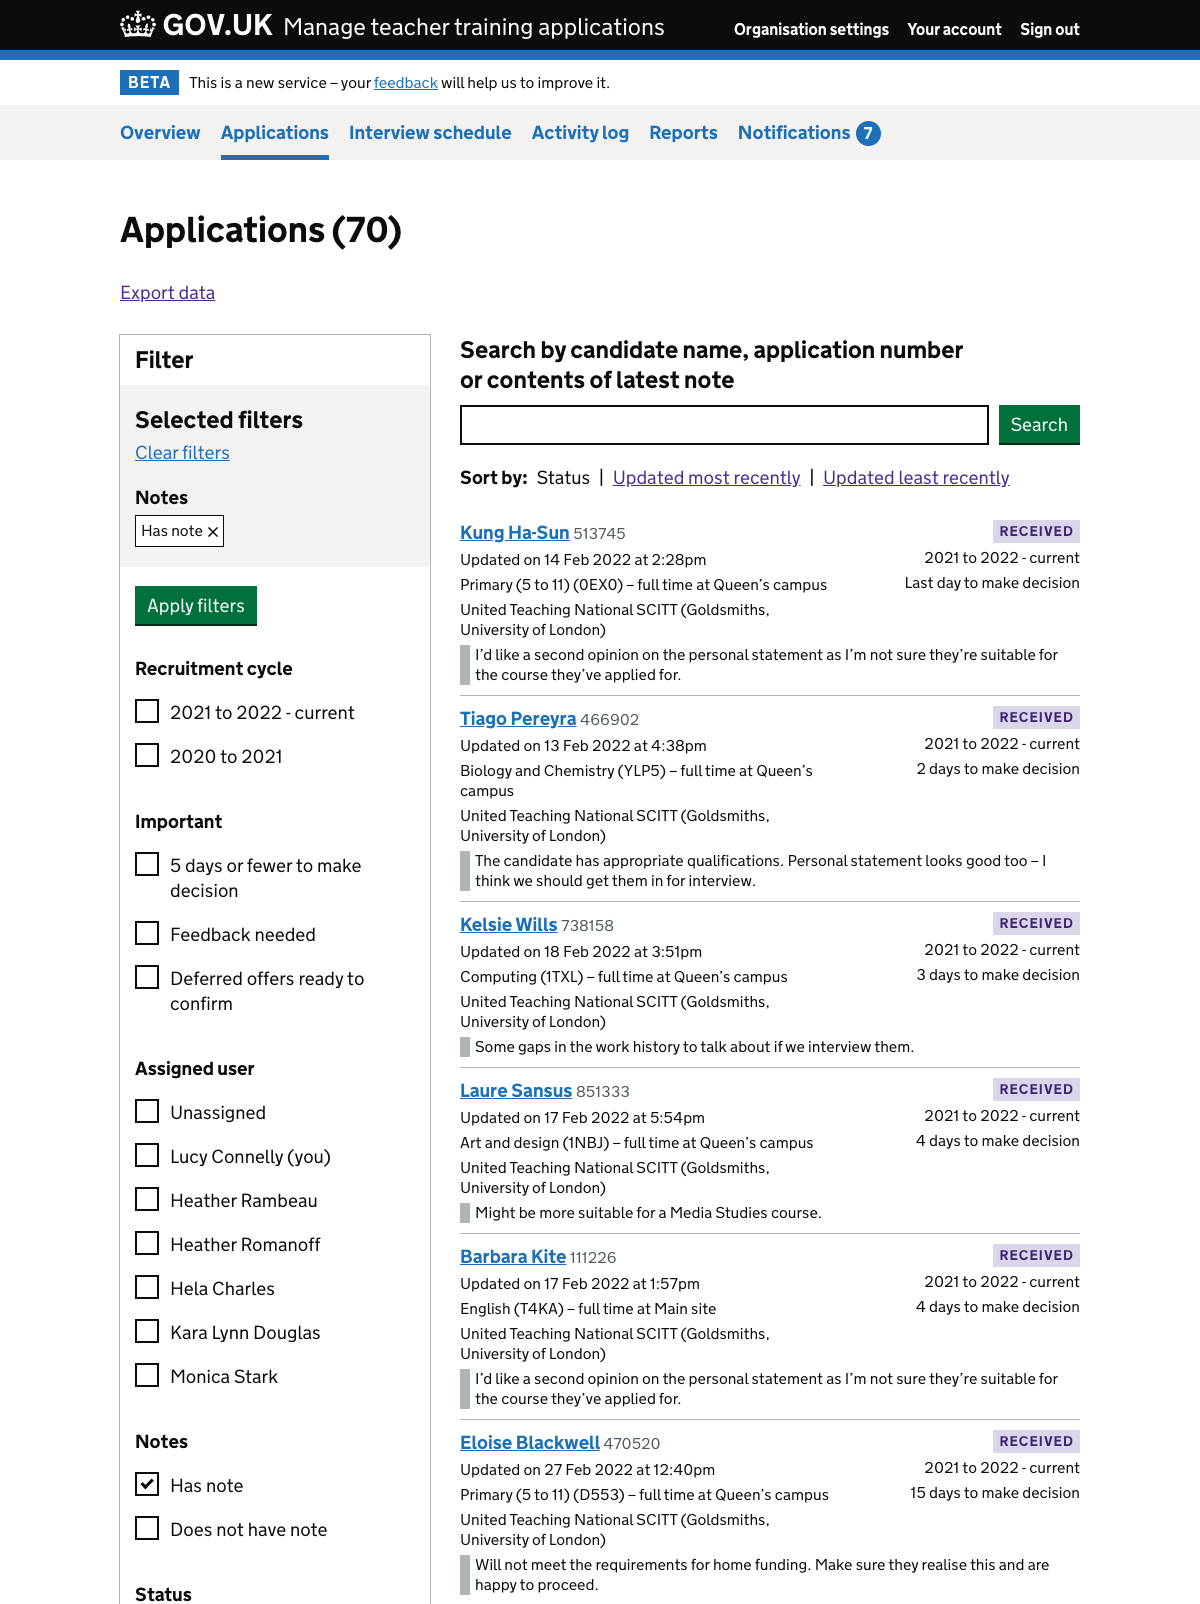 GOV.UK Manage teacher training applications
Organisation settings Your account Sign out
BETA This is a new service – your feedback will help us to improve it.
Overview Applications Interview schedule Activity log Reports Notifications 7
Applications (70)
Export data
Filter
Selected filters
Clear filters
Notes
Has note ×
Apply filters
Recruitment cycle
2021 to 2022 - current
2020 to 2021
Important
5 days or fewer to make
decision
Feedback needed
Deferred offers ready to
confirm
Assigned user
Unassigned
Lucy Connelly (you)
Heather Rambeau
Heather Romanoff
Hela Charles
Kara Lynn Douglas
Monica Stark
Notes
Has note
Does not have note
Status
Search by candidate name, application number
or contents of latest note
Search
Sort by: Status | Updated most recently | Updated least recently
Kung Ha-Sun 513745
RECEIVED
Updated on 14 Feb 2022 at 2:28pm
2021 to 2022 - current
Primary (5 to 11) (0EX0) – full time at Queen’s campus
Last day to make decision
United Teaching National SCITT (Goldsmiths,
University of London)
I’d like a second opinion on the personal statement as I’m not sure they’re suitable for
the course they’ve applied for.
Tiago Pereyra 466902
RECEIVED
Updated on 13 Feb 2022 at 4:38pm
2021 to 2022 - current
Biology and Chemistry (YLP5) – full time at Queen’s
campus
2 days to make decision
United Teaching National SCITT (Goldsmiths,
University of London)
The candidate has appropriate qualifications. Personal statement looks good too – I
think we should get them in for interview.
Kelsie Wills 738158
RECEIVED
Updated on 18 Feb 2022 at 3:51pm
2021 to 2022 - current
Computing (1TXL) – full time at Queen’s campus
3 days to make decision
United Teaching National SCITT (Goldsmiths,
University of London)
Some gaps in the work history to talk about if we interview them.
Laure Sansus 851333
RECEIVED
Updated on 17 Feb 2022 at 5:54pm
2021 to 2022 - current
Art and design (1NBJ) – full time at Queen’s campus
4 days to make decision
United Teaching National SCITT (Goldsmiths,
University of London)
Might be more suitable for a Media Studies course.
Barbara Kite 111226
RECEIVED
Updated on 17 Feb 2022 at 1:57pm
2021 to 2022 - current
English (T4KA) – full time at Main site
4 days to make decision
United Teaching National SCITT (Goldsmiths,
University of London)
I’d like a second opinion on the personal statement as I’m not sure they’re suitable for
the course they’ve applied for.
Eloise Blackwell 470520
RECEIVED
Updated on 27 Feb 2022 at 12:40pm
2021 to 2022 - current
Primary (5 to 11) (D553) – full time at Queen’s campus
15 days to make decision
United Teaching National SCITT (Goldsmiths,
University of London)
Will not meet the requirements for home funding. Make sure they realise this and are
happy to proceed.